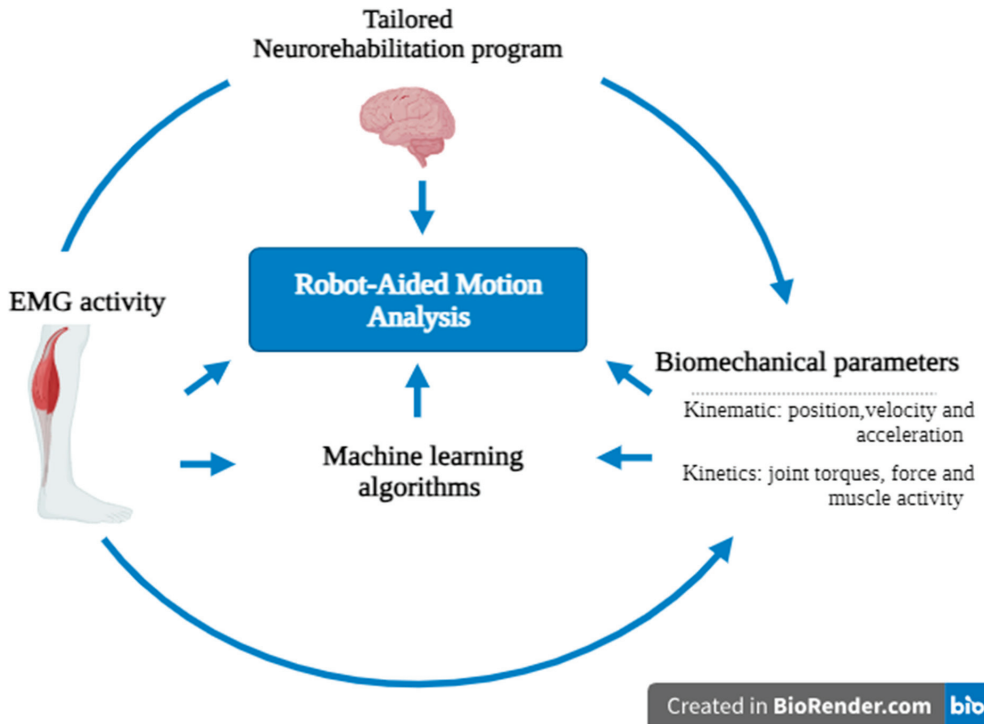 Tailored
Neurorehabilitation program
Robot-Aided Motion
Analysis
EMG activity
Biomechanical parameters
Kinematic: position,velocity and
acceleration
Machine learning
algorithms
Kinetics: joint torques, force and
muscle activity
Created in BioRender.com bio